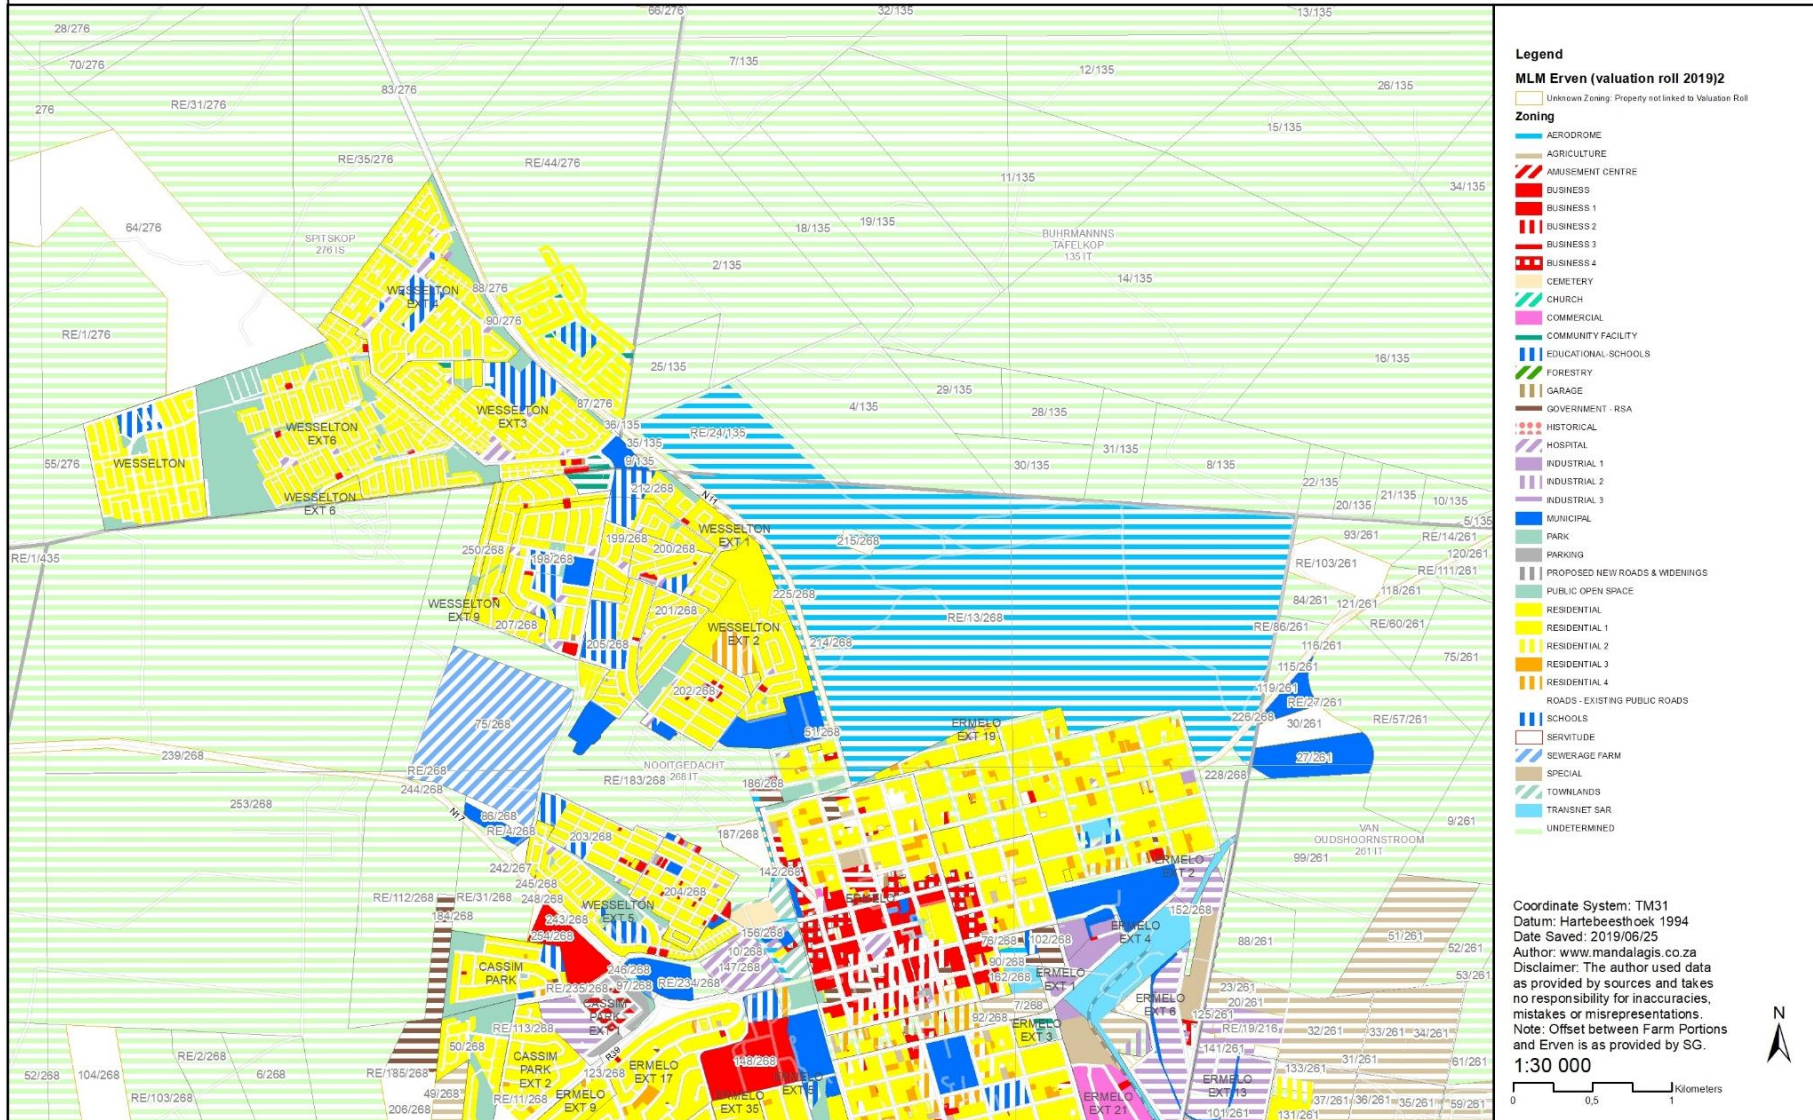 66/276
32/135
13/135
28/276
7/135
70/276
12/135
26/135
83/276
276
RE/31/276
15/135
RE/35/276
RE/44/276
11/135
34/135
64/276
18/135
19/135
SPITSKOP
276 IS
BUHRMANNNS
TAFELKOP
135 IT
2/135
14/135
WESSELTON
EXT 4
88/276
90/276
RE/1/276
25/135
16/135
29/135
4/135
28/135
87/276
WESSELTON
EXT3
36/135
35/135
RE/24/135
WESSELTON
EXT6
31/135
55/276
WESSELTON
9/135
30/135
8/135
22/135
212/268
N11
WESSELTON
EXT 6
20/135
21/135
10/135
5/135
WESSELTON
EXT 1
199/268
200/268
215/268
93/261
RE/14/261
250/268
120/261
RE/1/435
198/268
RE/103/261
RE/111/261
118/261
225/268
84/261
121/261
WESSELTON
EXT 9
201/268
RE/13/268
207/268
WESSELTON
EXT 2
RE/86/261
RE/60/261
205/268
214/268
116/261
75/261
115/261
202/268
119/261
RE/27/261
75/268
51/268
ERMELO
EXT 19
226/268
30/261
RE/57/261
239/268
NOOITGEDACHT
268 IT
27/261
RE/268
RE/183/268
186/268
228/268
244/268
253/268
N17
86/268
RE/4/268
203/268
187/268
VAN
OUDSHOORNSTROOM
261 IT
9/261
242/268
142/268
ERMELO
EXT 2
99/261
245/268
RE/112/268
RE/31/268
248/268
204/268
ERMELO
184/268
243/268
WESSELTON
EXT 5
152/268
254/268
156/268
76/268
102/268
ERMELO
EXT 4
88/261
51/261
52/261
10/268
CASSIM
PARK
246/268
147/268
90/268
162/268
ERMELO
EXT 1
53/261
RE/235/268
97/268
RE/234/268
23/261
CASSIM
PARK
EXT 1
7/268
ERMELO
EXT 6
20/261
125/261
92/268
RE/113/268
ERMELO
EXT 3
RE/19/216
32/261
33/261
34/261
50/268
R39
141/261
RE/2/268
CASSIM
PARK
EXT 2
148/268
31/261
61/261
52/268
104/268
6/268
RE/185/268
123/268
ERMELO
EXT 17
133/261
ERMELO
EXT 13
49/268
RE/11/268
ERMELO
EXT 9
ERMELO
EXT 35
ERMELO
EXT 21
RE/103/268
206/268
101/261
131/261
37/261
36/261
35/261
59/261
Legend
MLM Erven (valuation roll 2019)2
Unknown Zoning: Property not linked to Valuation Roll
Zoning
AERODROME
AGRICULTURE
AMUSEMENT CENTRE
BUSINESS
BUSINESS 1
BUSINESS 2
BUSINESS 3
BUSINESS 4
CEMETERY
CHURCH
COMMERCIAL
COMMUNITY FACILITY
EDUCATIONAL-SCHOOLS
FORESTRY
GARAGE
GOVERNMENT - RSA
HISTORICAL
HOSPITAL
INDUSTRIAL 1
INDUSTRIAL 2
INDUSTRIAL 3
MUNICIPAL
PARK
PARKING
PROPOSED NEW ROADS & WIDENINGS
PUBLIC OPEN SPACE
RESIDENTIAL
RESIDENTIAL 1
RESIDENTIAL 2
RESIDENTIAL 3
RESIDENTIAL 4
ROADS - EXISTING PUBLIC ROADS
SCHOOLS
SERVITUDE
SEWERAGE FARM
SPECIAL
TOWNLANDS
TRANSNET SAR
UNDETERMINED
Coordinate System: TM31
Datum: Hartebeesthoek 1994
Date Saved: 2019/06/25
Author: www.mandalagis.co.za
Disclaimer: The author used data
as provided by sources and takes
no responsibility for inaccuracies,
mistakes or misrepresentations.
Note: Offset between Farm Portions
and Erven is as provided by SG.
N
1:30 000
0
0,5
1
Kilometers